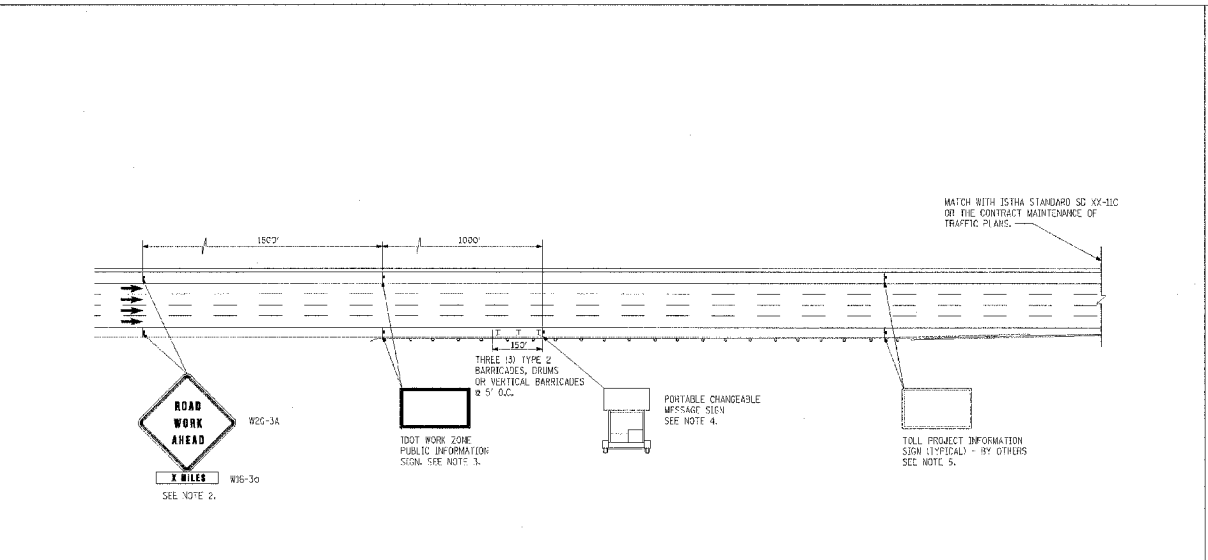 MATCH WITH ISTHA STANDARD SD XX-11C
OR THE CONTRACT MAINTENANCE OF
TRAFFIC PLANS.
1500'
1000'
150'
THREE (3) TYPE 2
BARRICADES, DRUMS
OR VERTICAL BARRICADES
@ 5' O.C.
ROAD
WORK
AHEAD
W20-3A
X MILES
W16-3a
SEE NOTE 2.
IDOT WORK ZONE
PUBLIC INFORMATION
SIGN. SEE NOTE 3.
PORTABLE CHANGEABLE
MESSAGE SIGN
SEE NOTE 4.
TOLL PROJECT INFORMATION
SIGN (TYPICAL) - BY OTHERS
SEE NOTE 5.